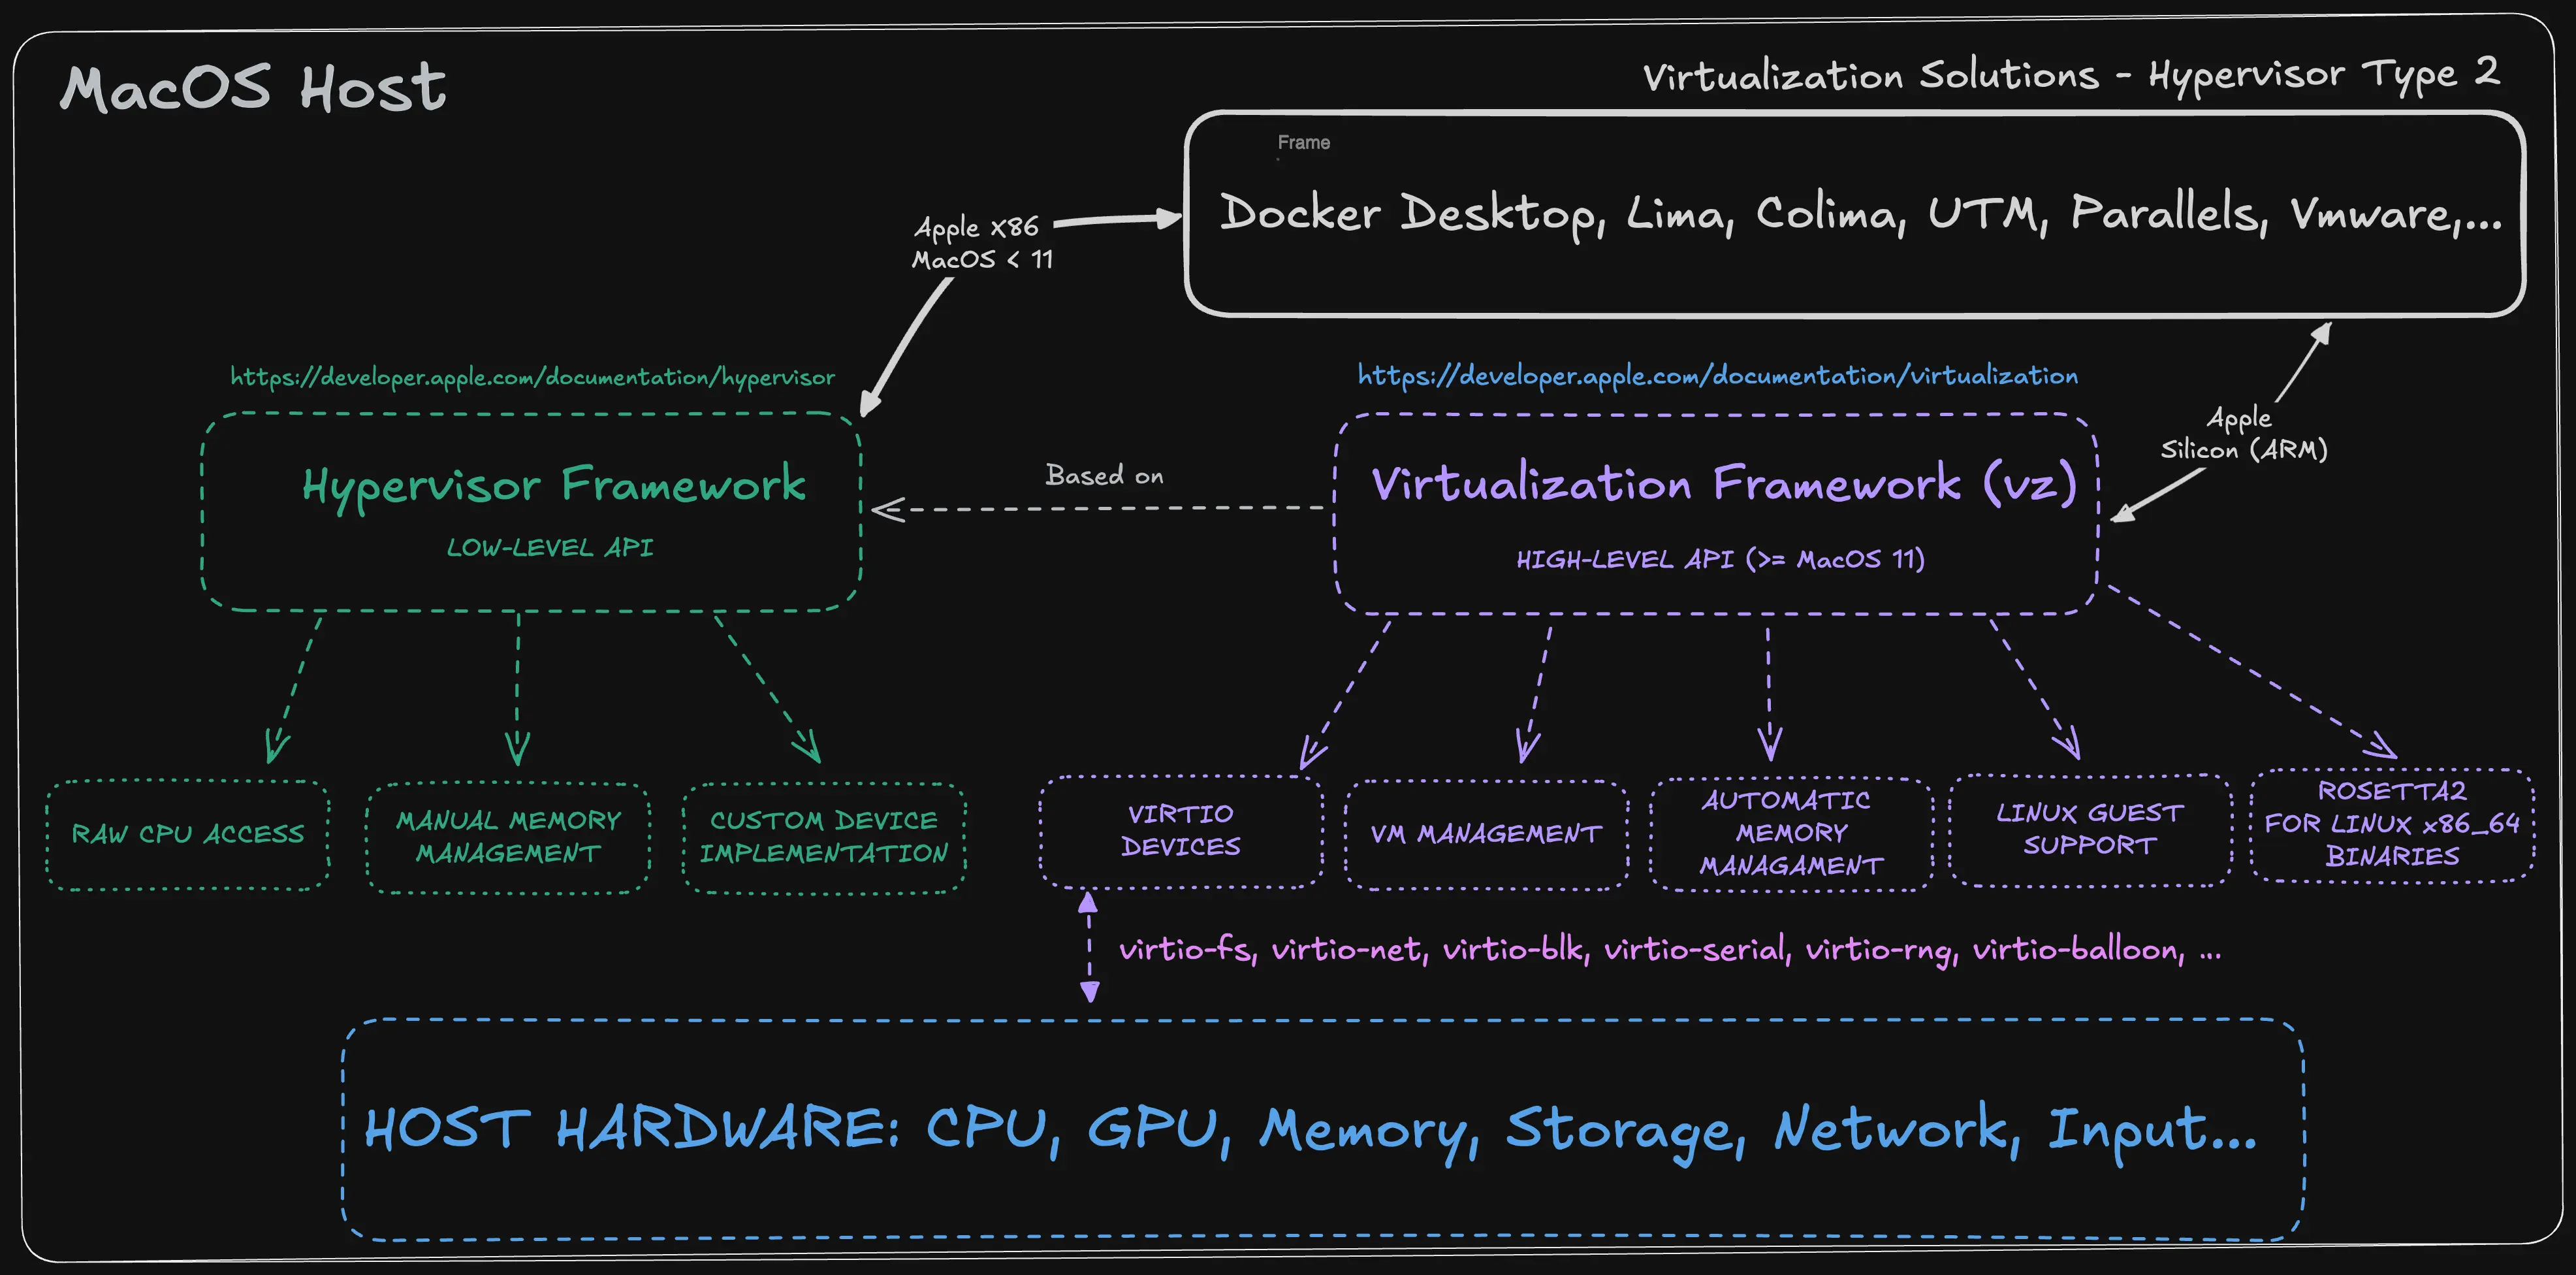 MacOS Host
Virtualization Solutions - Hypervisor Type 2
Frame
Docker Desktop, Lima, Colima, UTM, Parallels, Vmware,...
Apple x86
MacOS < 11
https://developer.apple.com/documentation/hypervisor
https://developer.apple.com/documentation/virtualization
Apple
Silicon (ARM)
Hypervisor Framework
LOW-LEVEL API
Based on
Virtualization Framework (vz)
HIGH-LEVEL API (>= MacOS 11)
RAW CPU ACCESS
MANUAL MEMORY
MANAGEMENT
CUSTOM DEVICE
IMPLEMENTATION
VIRTIO
DEVICES
VM MANAGEMENT
AUTOMATIC
MEMORY
MANAGAMENT
LINUX GUEST
SUPPORT
ROSETTA2
FOR LINUX x86_64
BINARIES
virtio-fs, virtio-net, virtio-blk, virtio-serial, virtio-rng, virtio-balloon, ...
HOST HARDWARE: CPU, GPU, Memory, Storage, Network, Input...